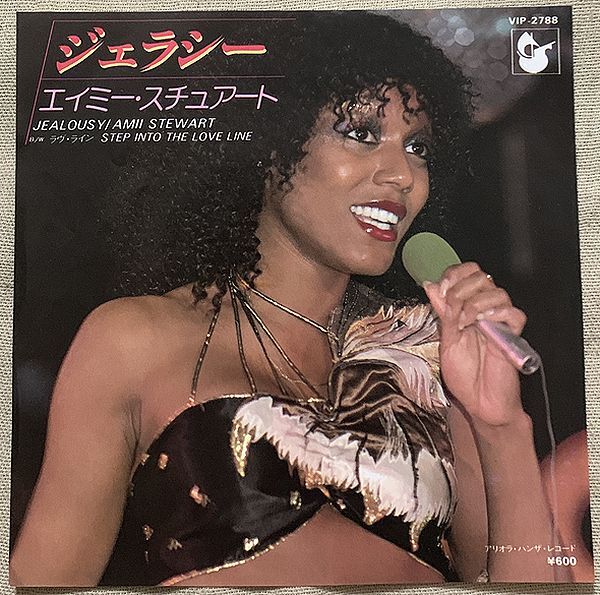 VIP-2788
ジェラシー
エイミー・スチュアート
JEALOUSY/AMII STEWART
B/W ラヴ・ライン STEP INTO THE LOVE LINE
アリオラ・ハンザ・レコード
¥600